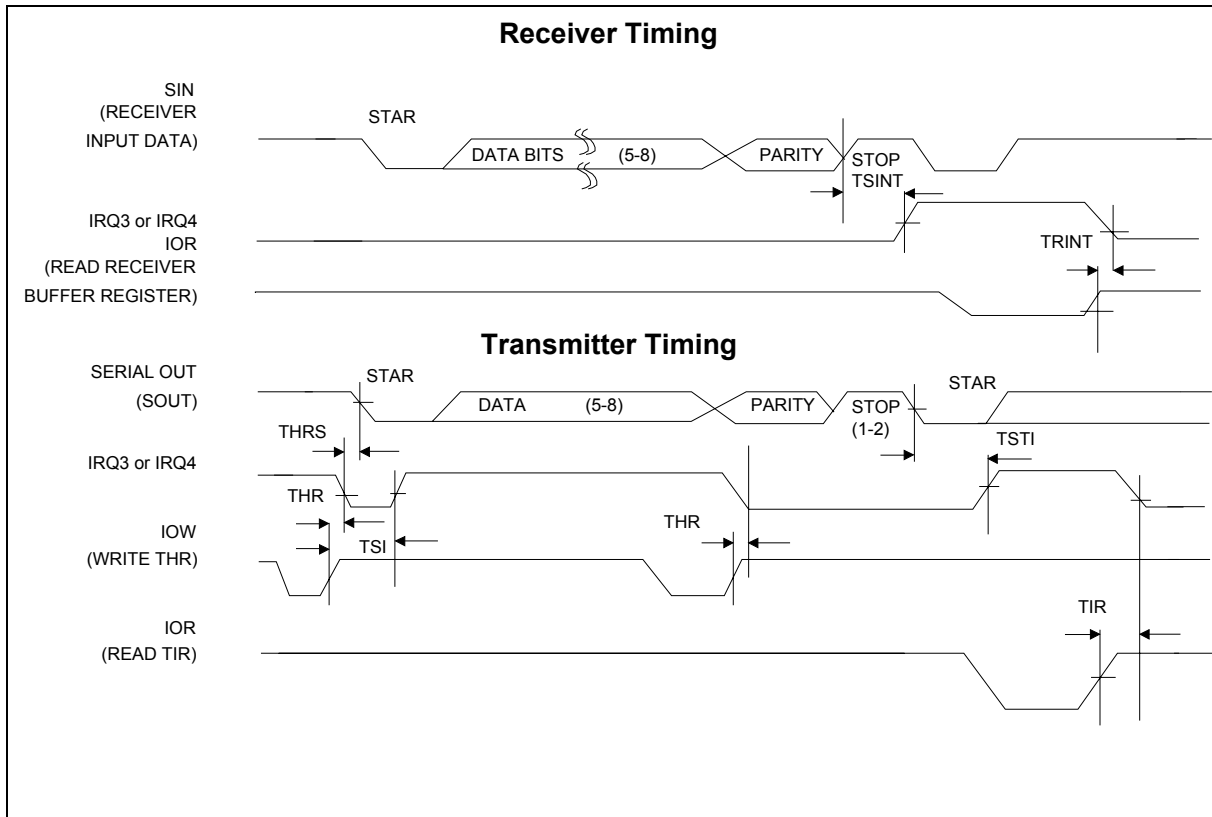 Receiver Timing
SIN
(RECEIVER
INPUT DATA)
STAR
DATA BITS (5-8)
PARITY
STOP
TSINT
IRQ3 or IRQ4
IOR
(READ RECEIVER
BUFFER REGISTER)
TRINT
Transmitter Timing
SERIAL OUT
(SOUT)
STAR
DATA (5-8)
PARITY
STOP
(1-2)
STAR
THRS
TSTI
IRQ3 or IRQ4
THR
THR
IOW
(WRITE THR)
TSI
TIR
IOR
(READ TIR)